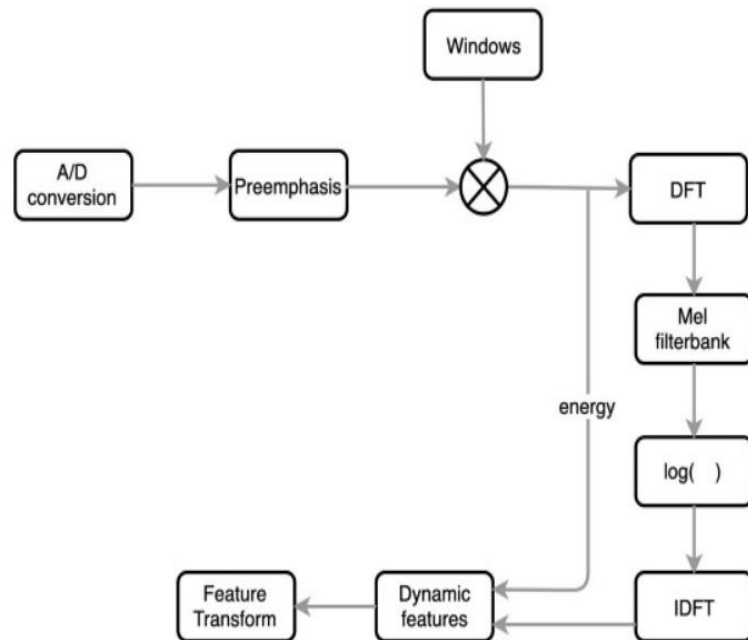 Windows
A/D
conversion
Preemphasis
DFT
Mel
filterbank
energy
log( )
Feature
Transform
Dynamic
features
IDFT